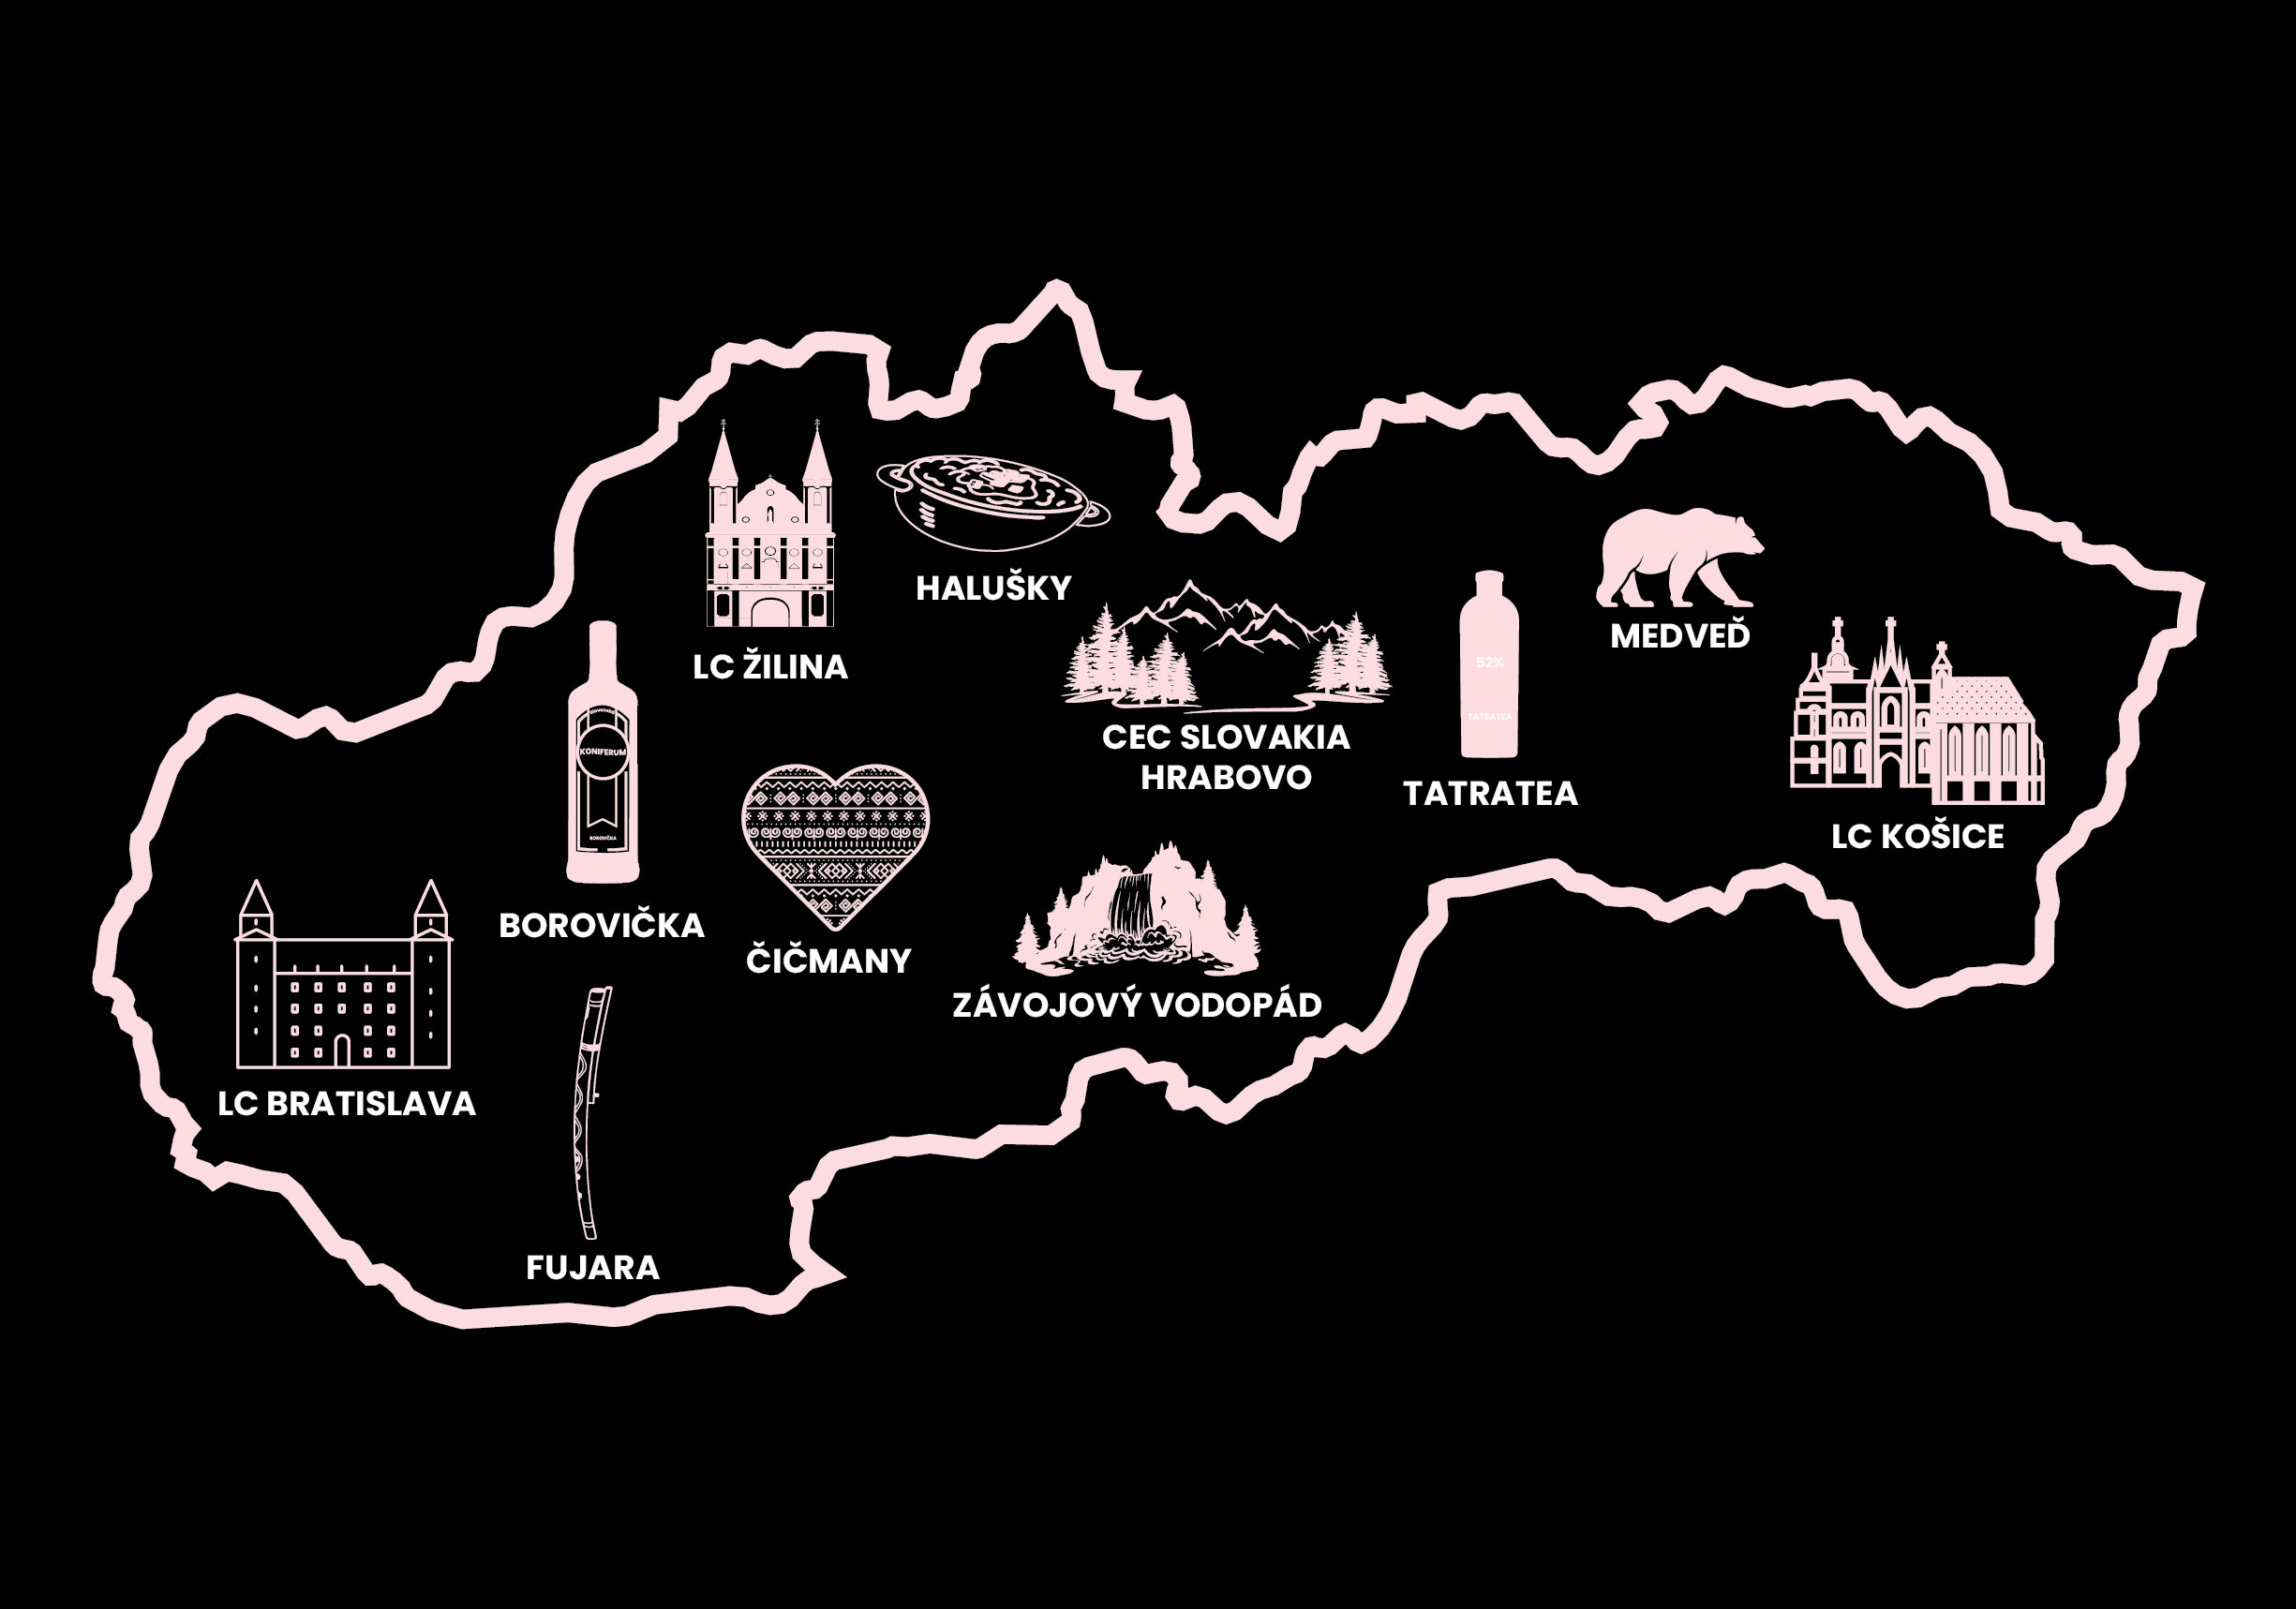 HALUŠKY
LC ŽILINA
MEDVEĎ
52%
TATRATEA
TATRATEA
CEC SLOVAKIA
HRABOVO
Slovenská
KONIFERUM
BOROVIČKA
BOROVIČKA
LC KOŠICE
ČIČMANY
ZÁVOJOVÝ VODOPÁD
LC BRATISLAVA
FUJARA